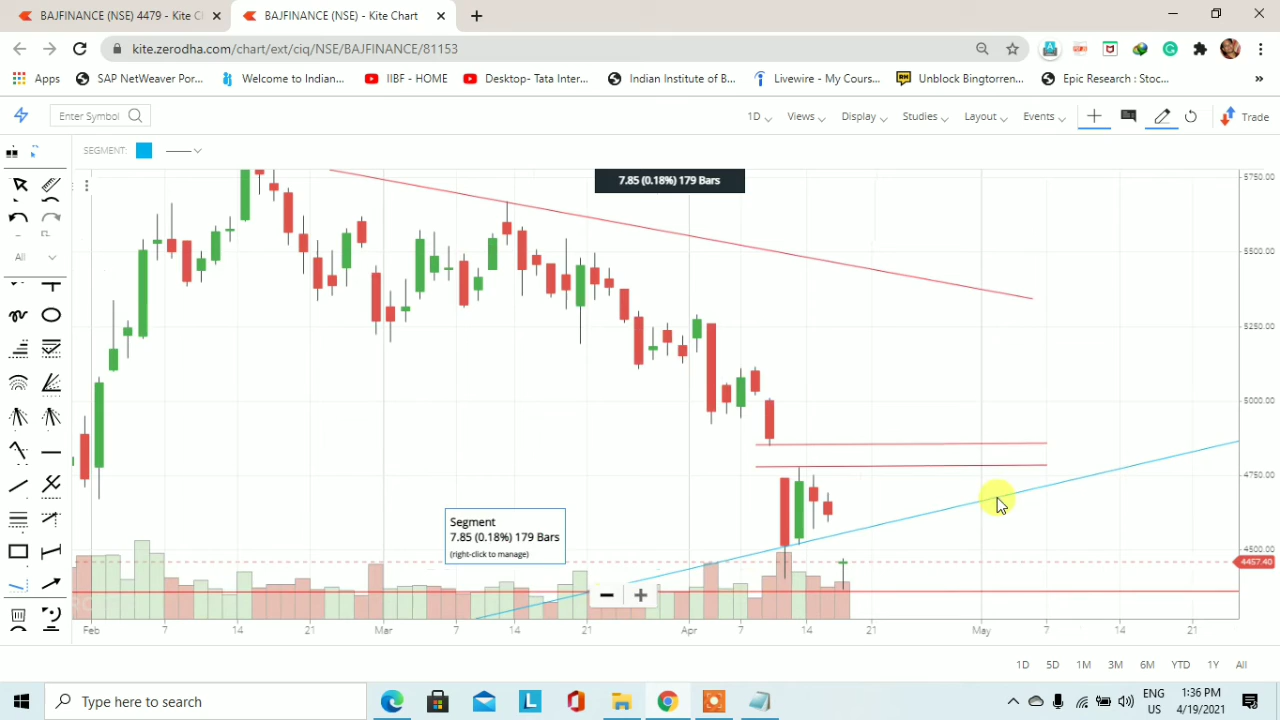 BAJFINANCE (NSE) 4479 - Kite C
BAJFINANCE (NSE) - Kite Chart
kite.zerodha.com/chart/ext/ciq/NSE/BAJFINANCE/81153
Apps
SAP NetWeaver Por...
Welcome to Indian...
IIBF - HOME
Desktop- Tata Inter...
Indian Institute of B...
Livewire - My Cours...
Unblock Bingtorren...
Epic Research : Stoc...
»
Enter Symbol
1D
Views
Display
Studies
Layout
Events
Trade
SEGMENT:
7.85 (0.18%) 179 Bars
All
5750.00
5500.00
5250.00
5000.00
4750.00
4500.00
4457.40
Segment
7.85 (0.18%) 179 Bars
(right-click to manage)
Feb
7
14
21
Mar
7
14
21
Apr
7
14
21
May
7
14
21
1D
5D
1M
3M
6M
YTD
1Y
All
Type here to search
ENG
US
1:36 PM
4/19/2021